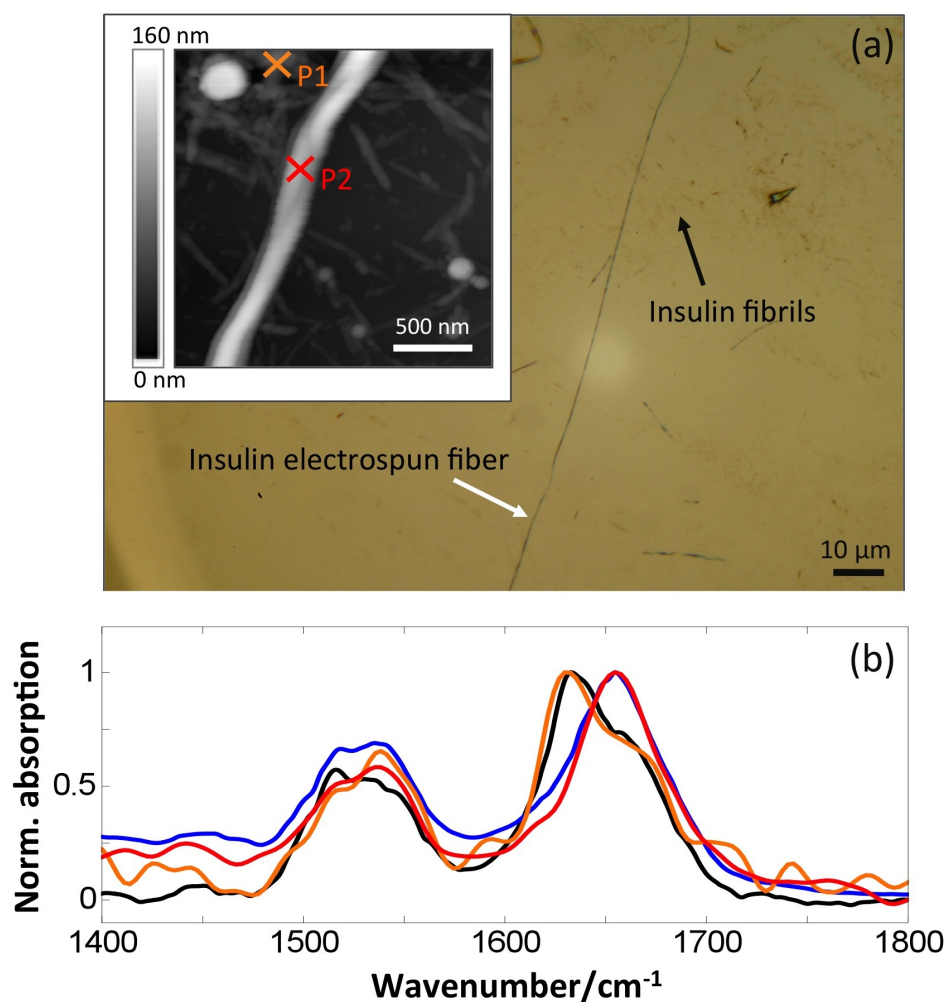 160 nm
(a)
P1
P2
500 nm
0 nm
Insulin fibrils
Insulin electrospun fiber
10 μm
(b)
Norm. absorption
1
0.5
0
1400 1500 1600 1700 1800
Wavenumber/cm⁻¹